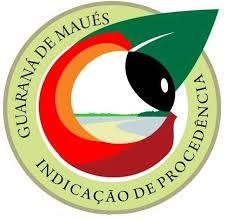 GUARANÁ DE MAUÉS
INDICAÇÃO DE PROCEDÊNCIA